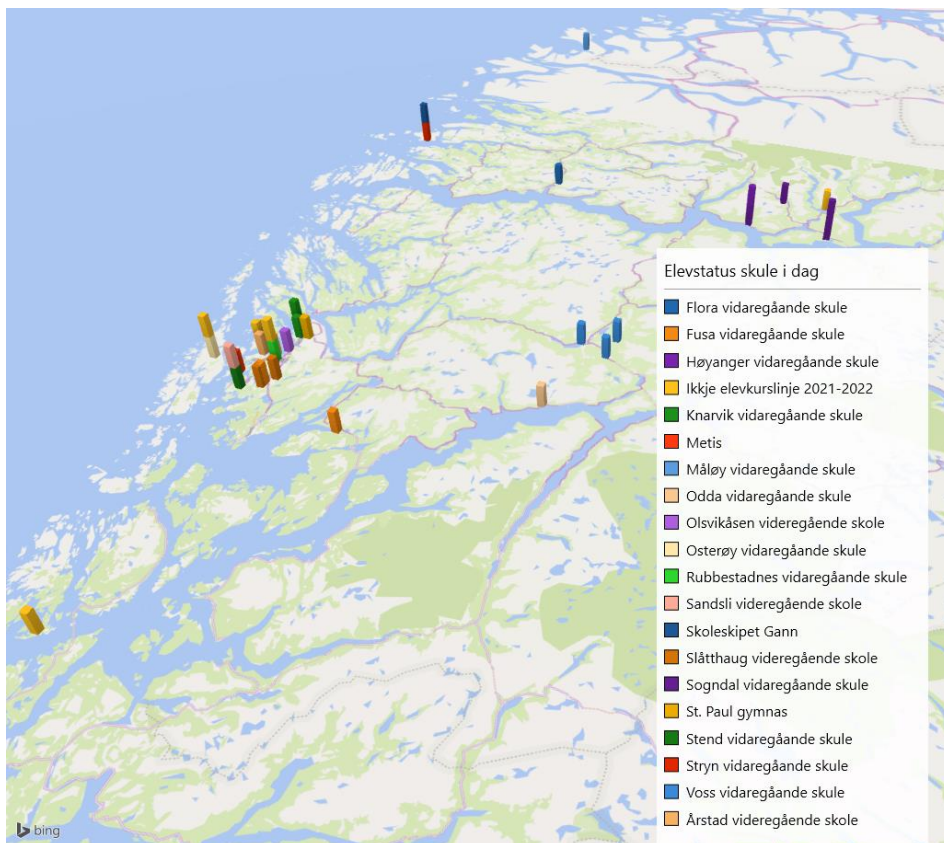 Elevstatus skule i dag
Flora vidaregåande skule
Fusa vidaregåande skule
Høyanger vidaregåande skule
Ikkje elevkurslinje 2021-2022
Knarvik vidaregåande skule
Metis
Måløy vidaregåande skule
Odda vidaregåande skule
Olsvikåsen videregående skole
Osterøy vidaregåande skule
Rubbestadnes vidaregåande skule
Sandsli videregående skole
Skoleskipet Gann
Slåtthaug videregående skole
Sogndal vidaregåande skule
St. Paul gymnas
Stend vidaregåande skule
Stryn vidaregåande skule
Voss vidaregåande skule
Årstad videregående skole
bing